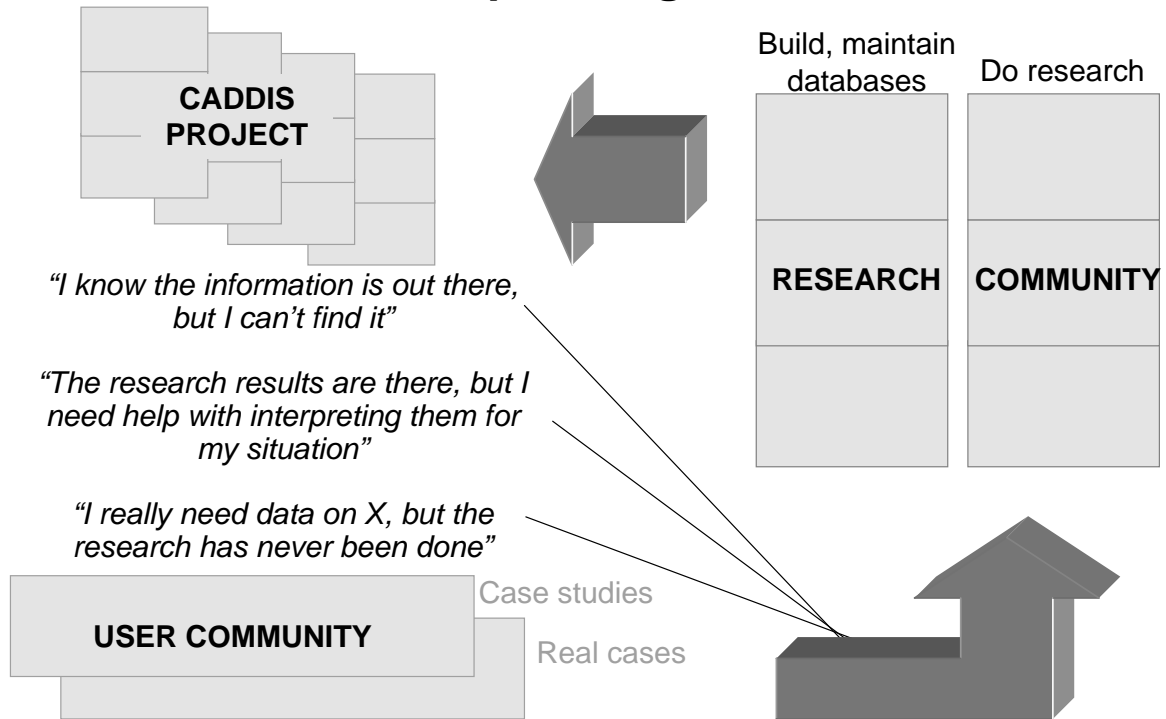 Build, maintain
databases
Do research
CADDIS
PROJECT
RESEARCH
COMMUNITY
“I know the information is out there,
but I can’t find it”
“The research results are there, but I
need help with interpreting them for
my situation”
“I really need data on X, but the
research has never been done”
Case studies
USER COMMUNITY
Real cases